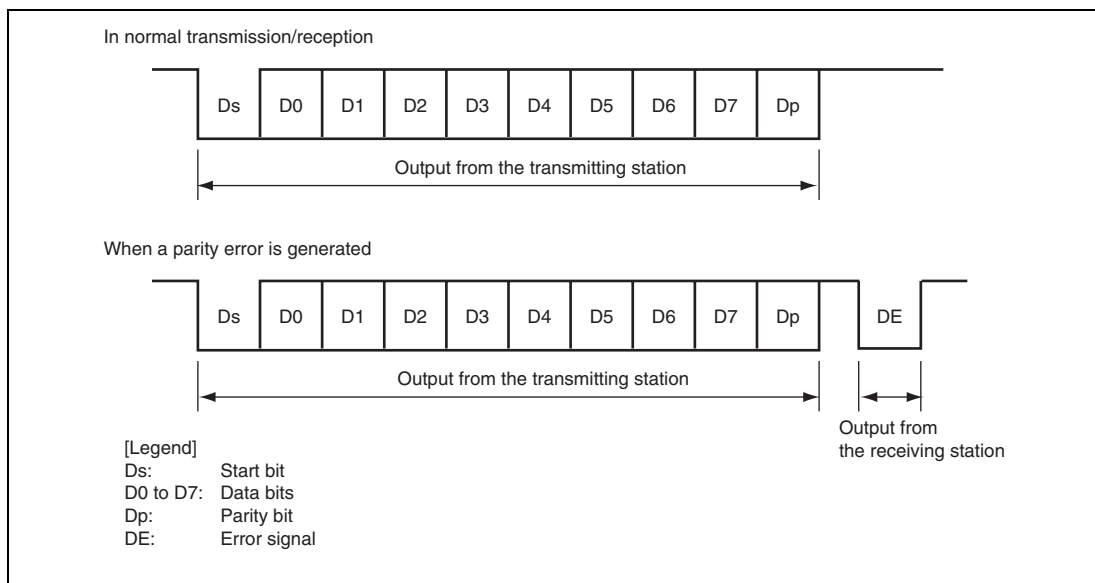 In normal transmission/reception
Ds D0 D1 D2 D3 D4 D5 D6 D7 Dp
Output from the transmitting station
When a parity error is generated
Ds D0 D1 D2 D3 D4 D5 D6 D7 Dp DE
Output from the transmitting station
Output from
the receiving station
[Legend]
Ds: Start bit
D0 to D7: Data bits
Dp: Parity bit
DE: Error signal